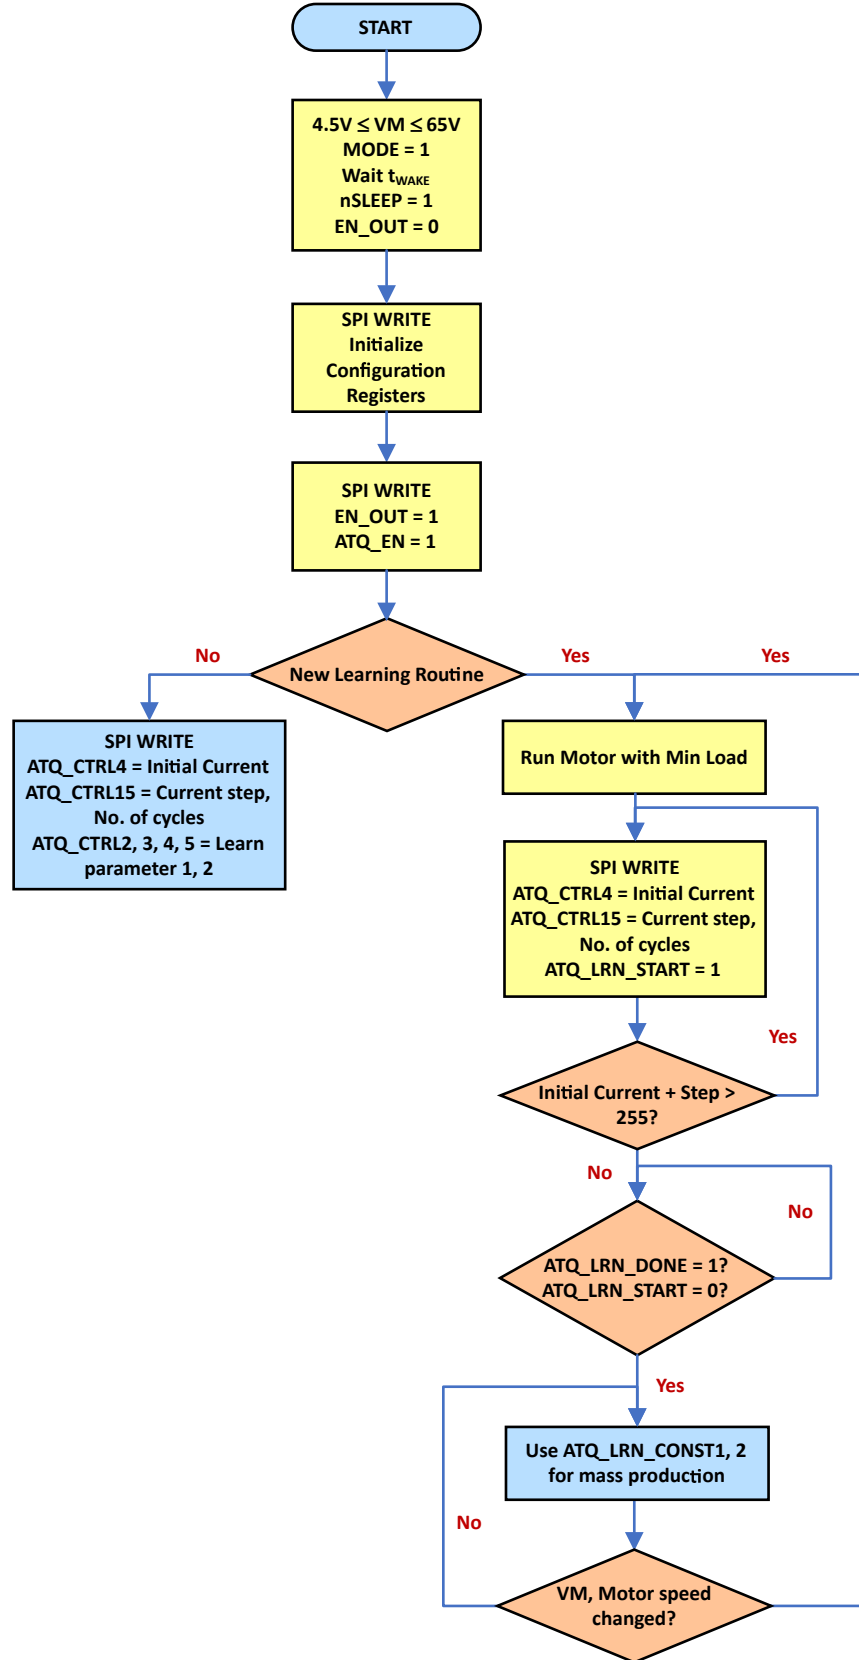 START
4.5V ≤ VM ≤ 65V
MODE = 1
Wait tWAKE
nSLEEP = 1
EN_OUT = 0
SPI WRITE
Initialize
Configuration
Registers
SPI WRITE
EN_OUT = 1
ATQ_EN = 1
No
New Learning Routine
Yes
Yes
SPI WRITE
ATQ_CTRL4 = Initial Current
ATQ_CTRL15 = Current step,
No. of cycles
ATQ_CTRL2, 3, 4, 5 = Learn
parameter 1, 2
Run Motor with Min Load
SPI WRITE
ATQ_CTRL4 = Initial Current
ATQ_CTRL15 = Current step,
No. of cycles
ATQ_LRN_START = 1
Yes
Initial Current + Step >
255?
No
No
ATQ_LRN_DONE = 1?
ATQ_LRN_START = 0?
Yes
Use ATQ_LRN_CONST1, 2
for mass production
No
VM, Motor speed
changed?